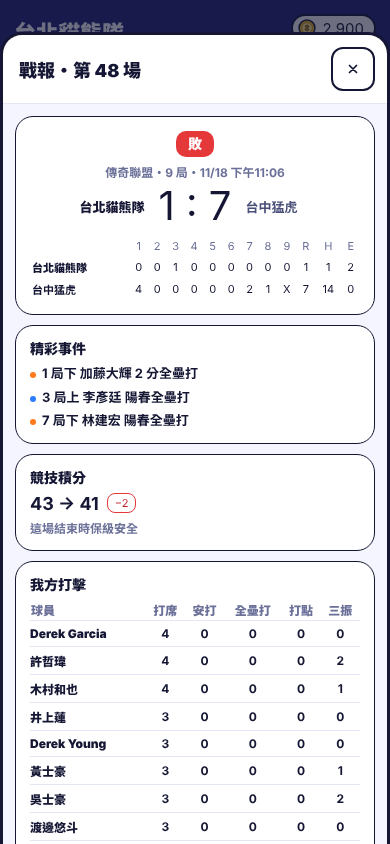 台北貓熊隊 2,900
戰報・第 48 場 ×
敗
傳奇聯盟・9 局・11/18 下午11:06
台北貓熊隊 1 : 7 台中猛虎
1 2 3 4 5 6 7 8 9 R H E
台北貓熊隊 0 0 1 0 0 0 0 0 0 1 1 2
台中猛虎 4 0 0 0 0 0 2 1 X 7 14 0
精彩事件
1 局下 加藤大輝 2 分全壘打
3 局上 李彥廷 陽春全壘打
7 局下 林建宏 陽春全壘打
競技積分
43 → 41 −2
這場結束時保級安全
我方打擊
球員 打席 安打 全壘打 打點 三振
Derek Garcia 4 0 0 0 0
許哲瑋 4 0 0 0 2
木村和也 4 0 0 0 1
井上蓮 3 0 0 0 0
Derek Young 3 0 0 0 0
黃士豪 3 0 0 0 1
吳士豪 3 0 0 0 2
渡邊悠斗 3 0 0 0 0